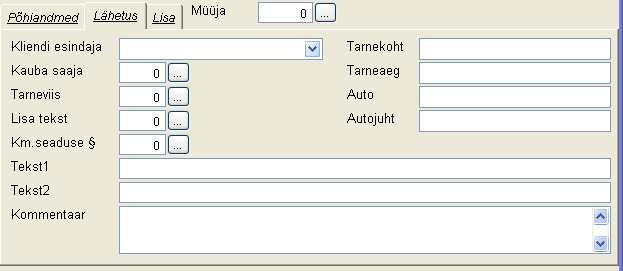 Põhiandmed Lähetus Lisa Müüja 0 ...
Kliendi esindaja Tarnekoht
Kauba saaja 0 ... Tarneaeg
Tarneviis 0 ... Auto
Lisa tekst 0 ... Autojuht
Km.seaduse § 0 ...
Tekst1
Tekst2
Kommentaar